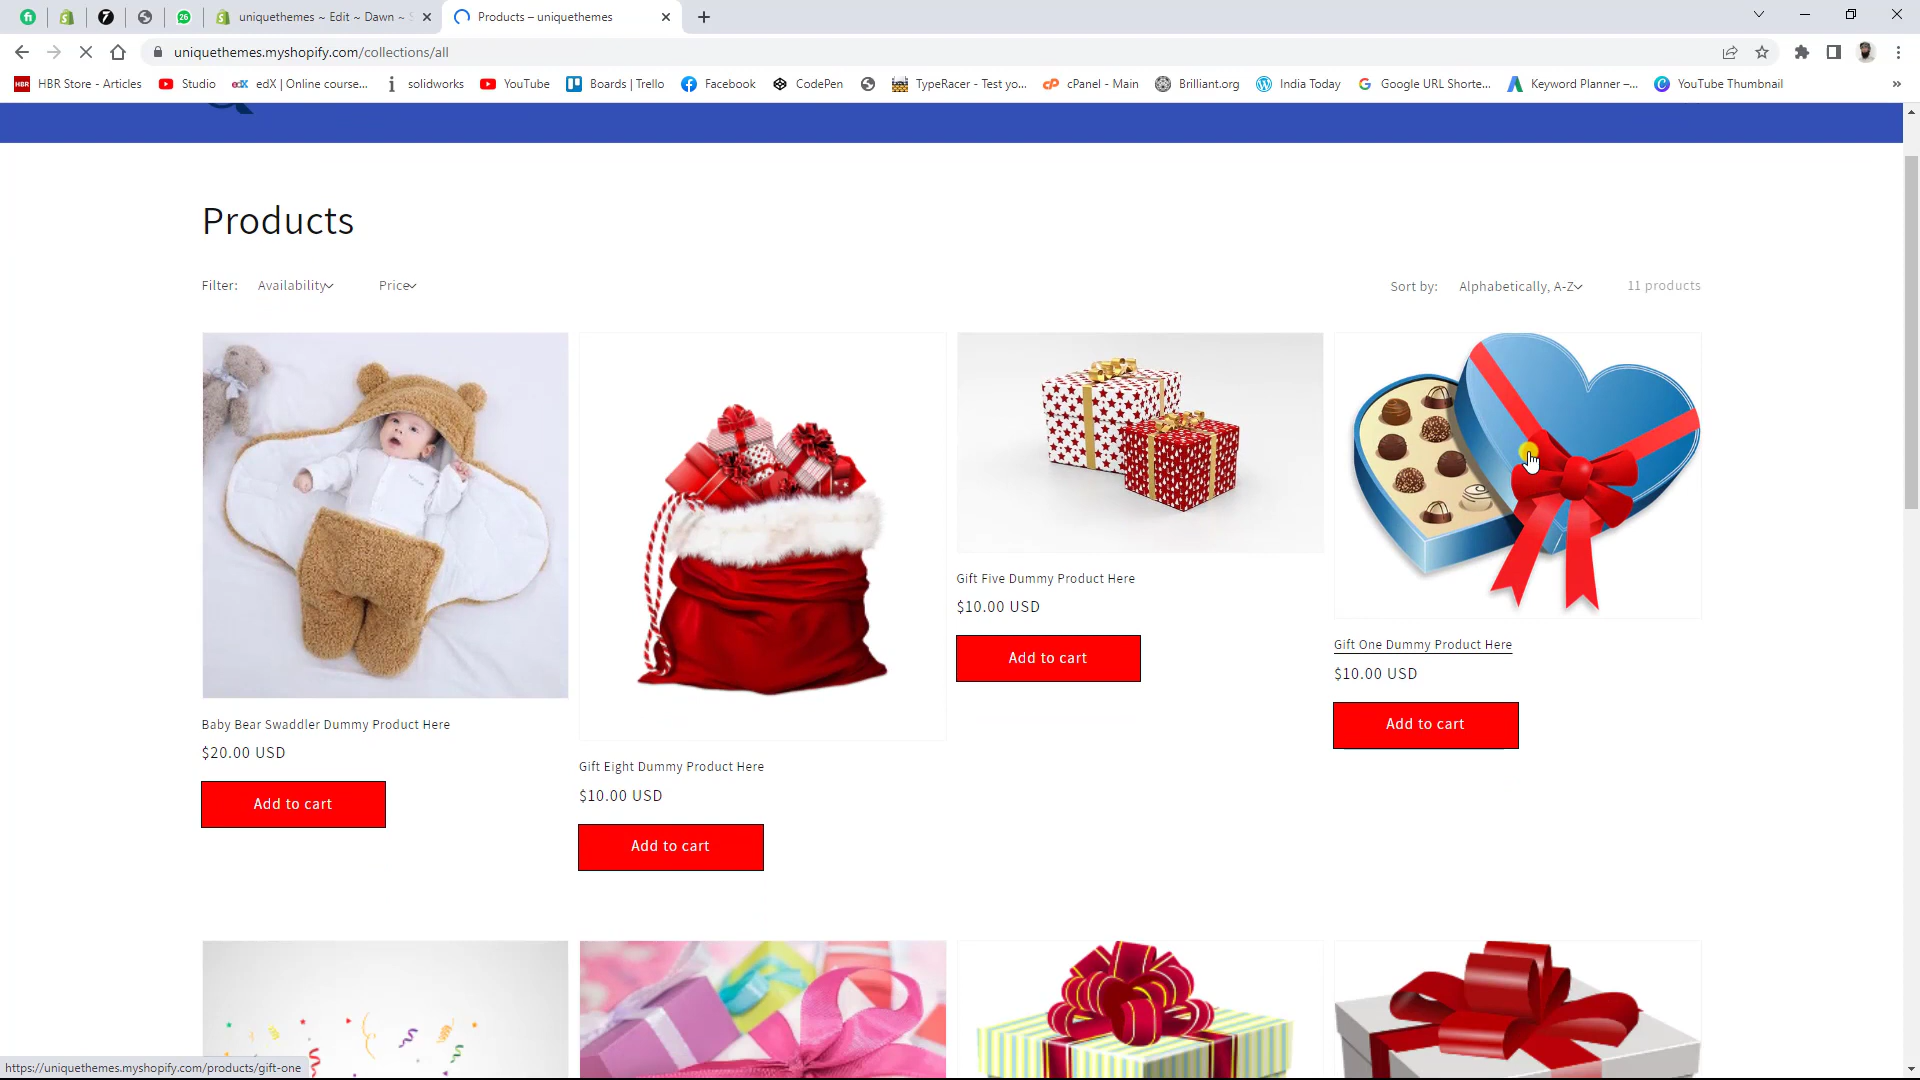 uniquethemes ~ Edit ~ Dawn ~ S
Products – uniquethemes
uniquethemes.myshopify.com/collections/all
HBR Store - Articles
Studio
edX | Online course...
solidworks
YouTube
Boards | Trello
Facebook
CodePen
TypeRacer - Test yo...
cPanel - Main
Brilliant.org
India Today
Google URL Shorte...
Keyword Planner –...
YouTube Thumbnail
Products
Filter: Availability Price
Sort by: Alphabetically, A-Z 11 products
Baby Bear Swaddler Dummy Product Here
$20.00 USD
Add to cart
Gift Eight Dummy Product Here
$10.00 USD
Add to cart
Gift Five Dummy Product Here
$10.00 USD
Add to cart
Gift One Dummy Product Here
$10.00 USD
Add to cart
https://uniquethemes.myshopify.com/products/gift-one